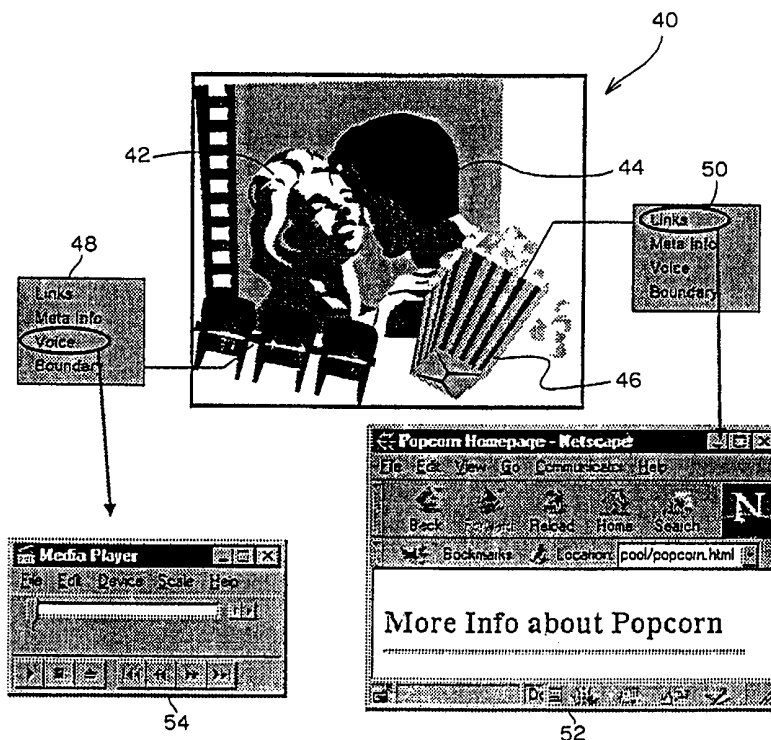 40
42
44
50
Links
Meta Info
Voice
Boundary
48
Links
Meta Info
Voice
Boundary
46
Popcorn Homepage - Netscape
File Edit View Go Communicator Help
Back Forward Reload Home Search
N
Bookmarks Location: pool/popcorn.html
More Info about Popcorn
52
Media Player
File Edit Device Scale Help
54